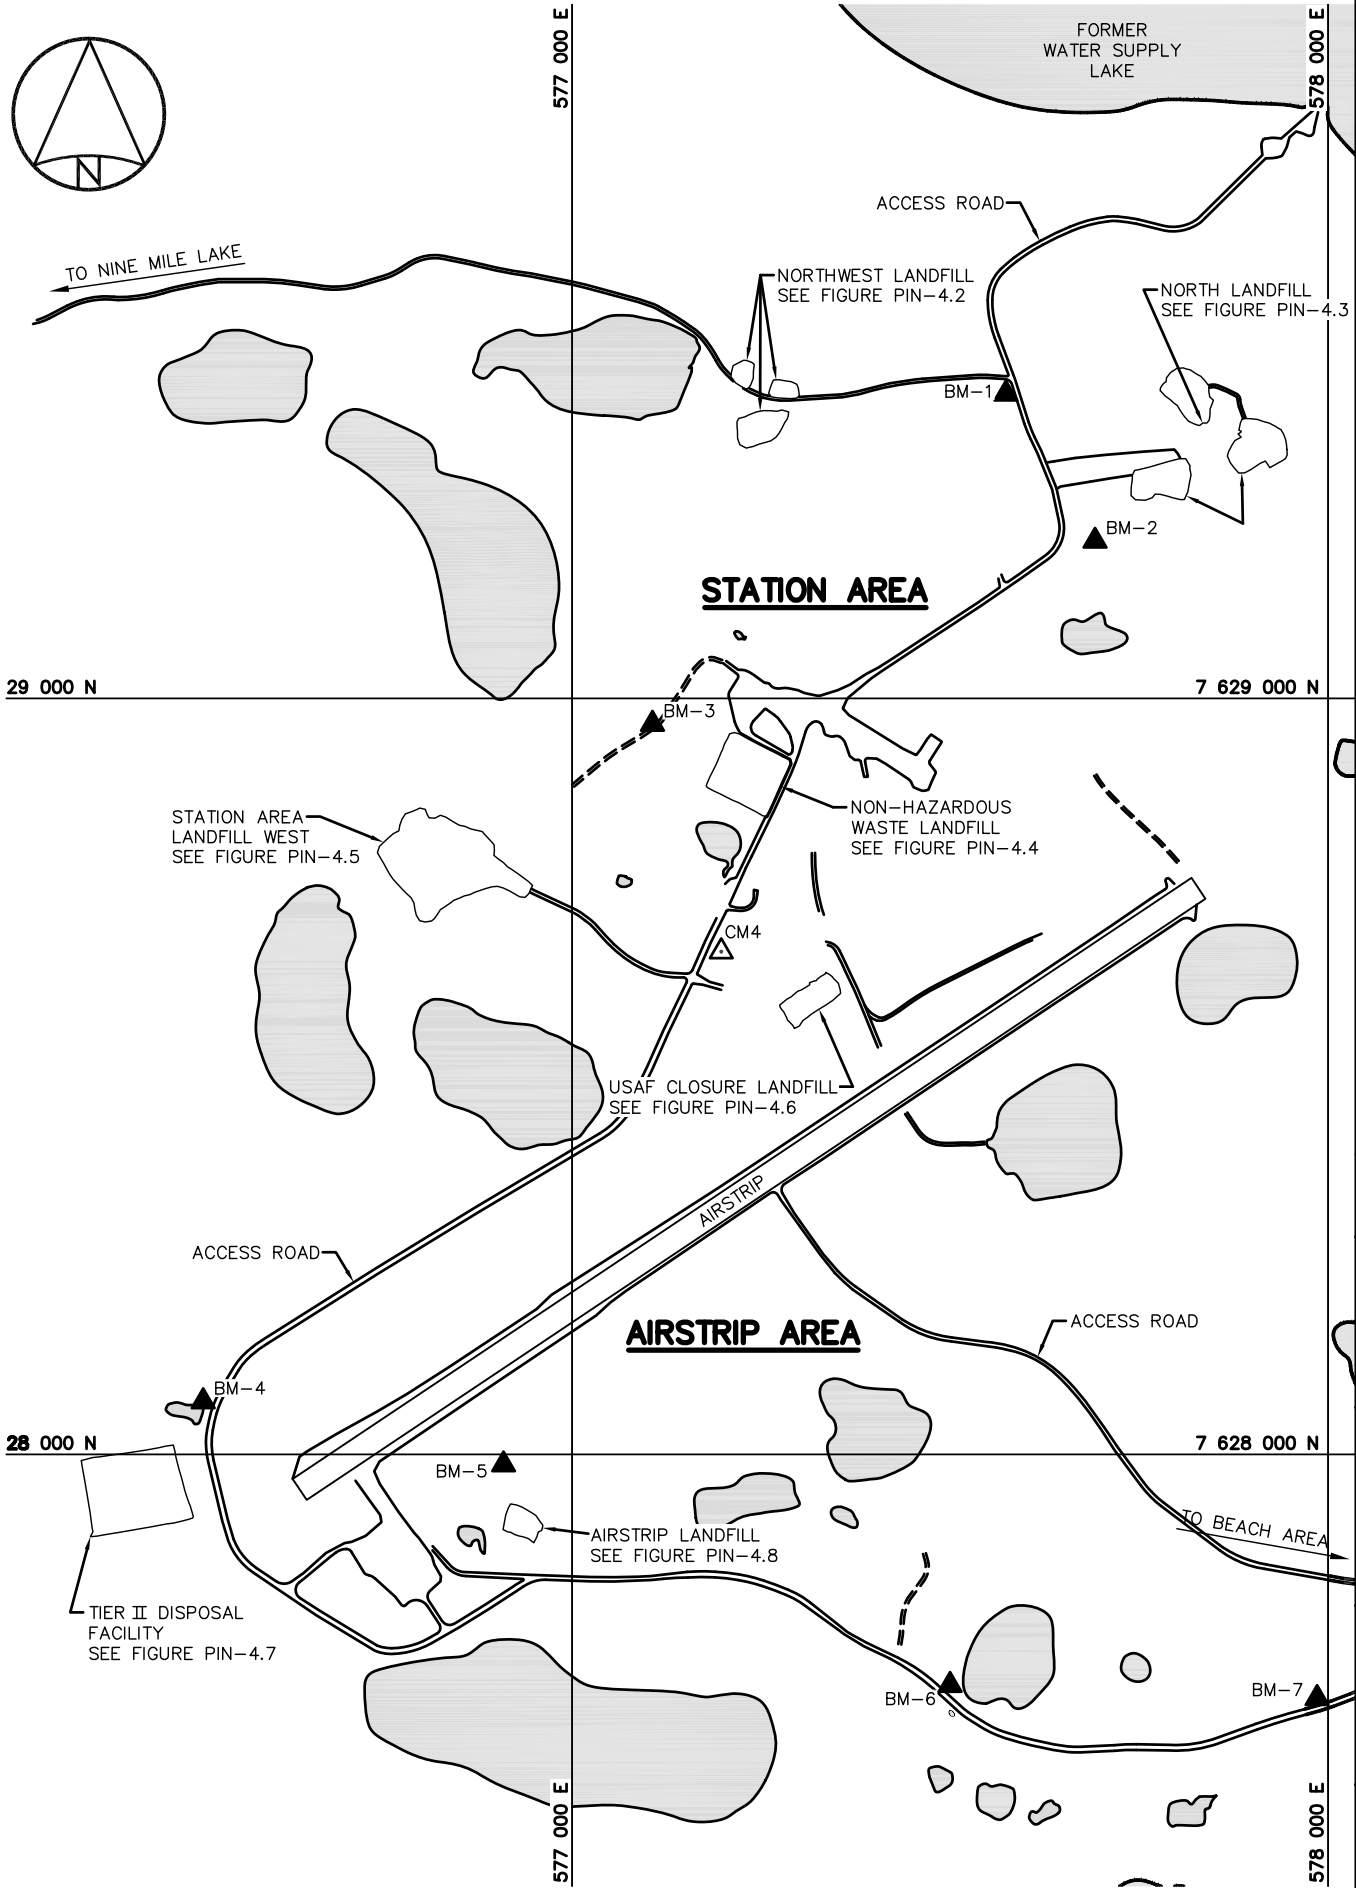 577 000 E
578 000 E
FORMER
WATER SUPPLY
LAKE
N
ACCESS ROAD
TO NINE MILE LAKE
NORTHWEST LANDFILL
SEE FIGURE PIN-4.2
NORTH LANDFILL
SEE FIGURE PIN-4.3
BM-1
BM-2
STATION AREA
29 000 N
7 629 000 N
BM-3
STATION AREA
LANDFILL WEST
SEE FIGURE PIN-4.5
NON-HAZARDOUS
WASTE LANDFILL
SEE FIGURE PIN-4.4
CM4
USAF CLOSURE LANDFILL
SEE FIGURE PIN-4.6
AIRSTRIP
ACCESS ROAD
AIRSTRIP AREA
ACCESS ROAD
BM-4
28 000 N
7 628 000 N
BM-5
AIRSTRIP LANDFILL
SEE FIGURE PIN-4.8
TO BEACH AREA
TIER II DISPOSAL
FACILITY
SEE FIGURE PIN-4.7
BM-6
BM-7
577 000 E
578 000 E